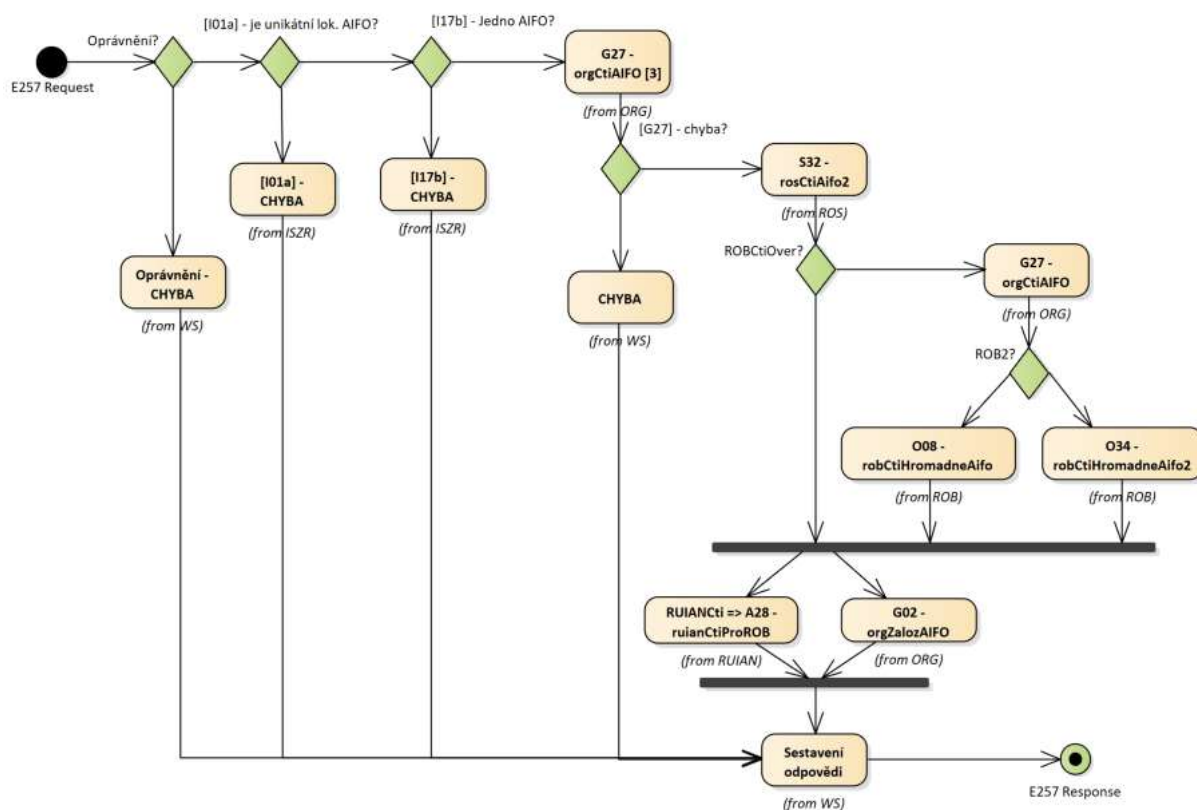 [I01a] - je unikátní lok. AIFO?
[I17b] - Jedno AIFO?
Oprávnění?
E257 Request
G27 -
orgCtiAIFO [3]
(from ORG)
[G27] - chyba?
[I01a] -
CHYBA
(from ISZR)
[I17b] -
CHYBA
(from ISZR)
S32 -
rosCtiAifo2
(from ROS)
ROBCtiOver?
Oprávnění -
CHYBA
(from WS)
CHYBA
(from WS)
G27 -
orgCtiAIFO
(from ORG)
ROB2?
O08 -
robCtiHromadneAifo
(from ROB)
O34 -
robCtiHromadneAifo2
(from ROB)
RUIANCti => A28 -
ruianCtiProROB
(from RUIAN)
G02 -
orgZalozAIFO
(from ORG)
Sestavení
odpovědi
(from WS)
E257 Response